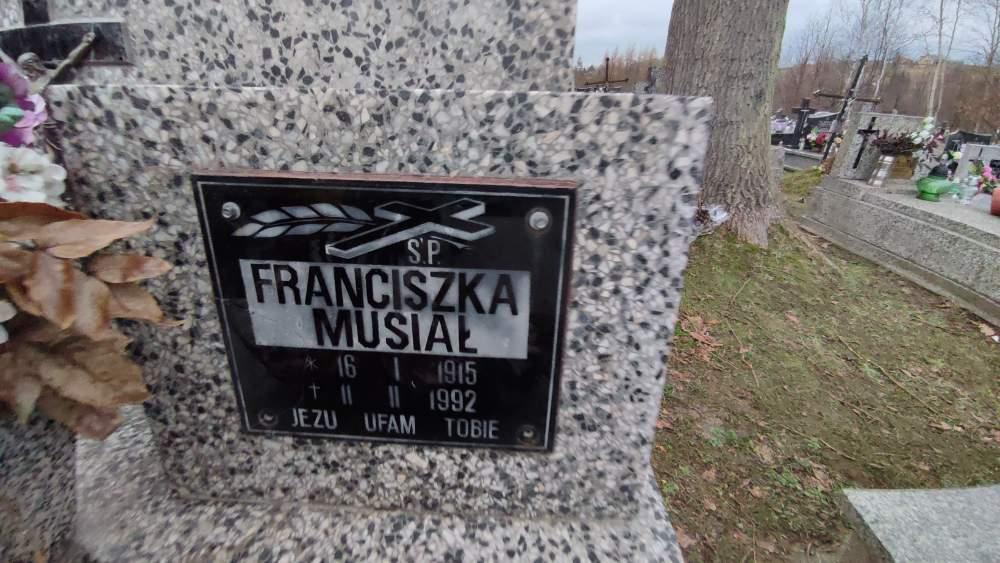 Ś.P.
FRANCISZKA
MUSIAŁ
* 16 I 1915
† 11 II 1992
JEZU UFAM TOBIE